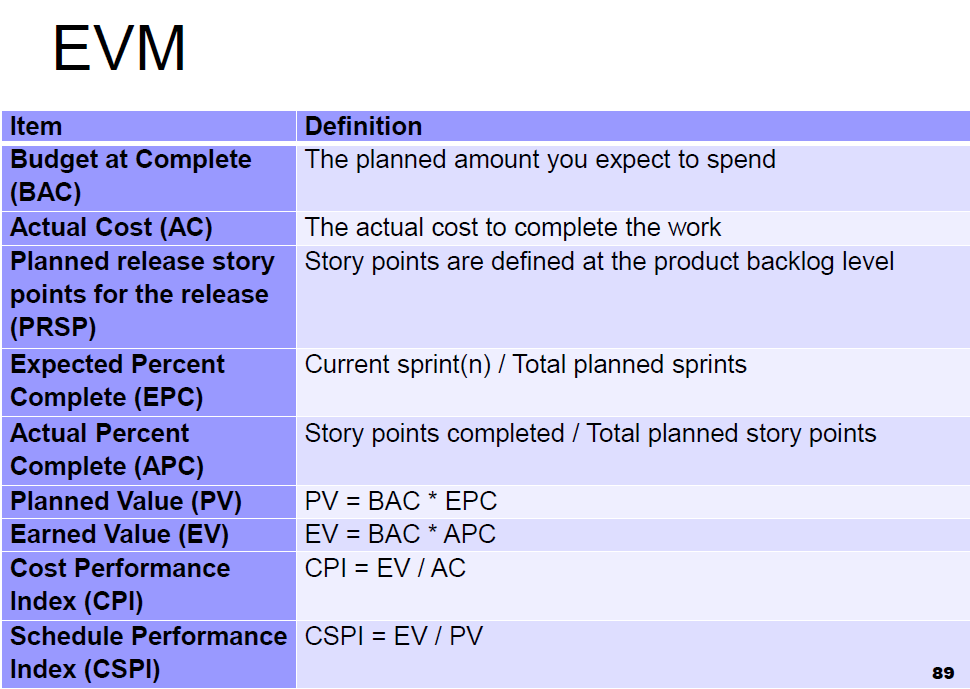 EVM
Item Definition
Budget at Complete The planned amount you expect to spend
(BAC)
Actual Cost (AC) The actual cost to complete the work
Planned release story Story points are defined at the product backlog level
points for the release
(PRSP)
Expected Percent Current sprint(n) / Total planned sprints
Complete (EPC)
Actual Percent Story points completed / Total planned story points
Complete (APC)
Planned Value (PV) PV = BAC * EPC
Earned Value (EV) EV = BAC * APC
Cost Performance CPI = EV / AC
Index (CPI)
Schedule Performance CSPI = EV / PV
Index (CSPI)
89